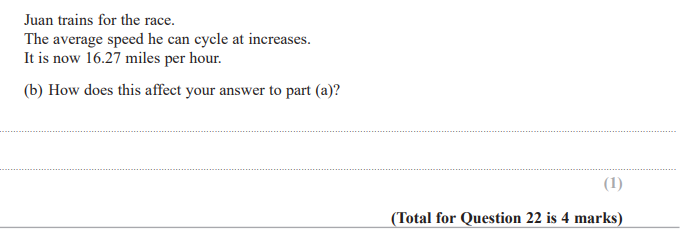 Juan trains for the race.
The average speed he can cycle at increases.
It is now 16.27 miles per hour.
(b) How does this affect your answer to part (a)?
(1)
(Total for Question 22 is 4 marks)